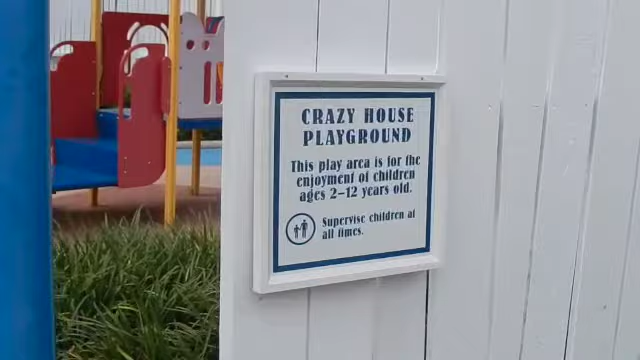 CRAZY HOUSE
PLAYGROUND
This play area is for the
enjoyment of children
ages 2–12 years old.
Supervise children at
all times.